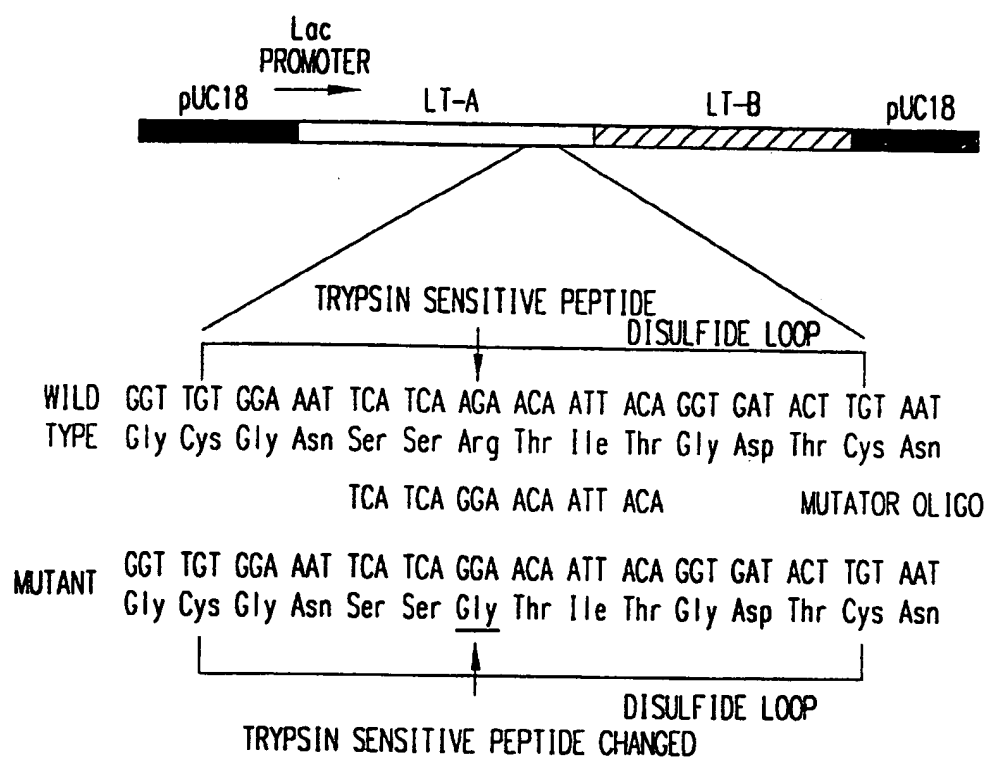 Lac
PROMOTER
pUC18
LT-A
LT-B
pUC18
TRYPSIN SENSITIVE PEPTIDE
DISULFIDE LOOP
WILD TYPE
GGT TGT GGA AAT TCA TCA AGA ACA ATT ACA GGT GAT ACT TGT AAT
Gly Cys Gly Asn Ser Ser Arg Thr Ile Thr Gly Asp Thr Cys Asn
TCA TCA GGA ACA ATT ACA
MUTATOR OLIGO
MUTANT
GGT TGT GGA AAT TCA TCA GGA ACA ATT ACA GGT GAT ACT TGT AAT
Gly Cys Gly Asn Ser Ser Gly Thr Ile Thr Gly Asp Thr Cys Asn
DISULFIDE LOOP
TRYPSIN SENSITIVE PEPTIDE CHANGED